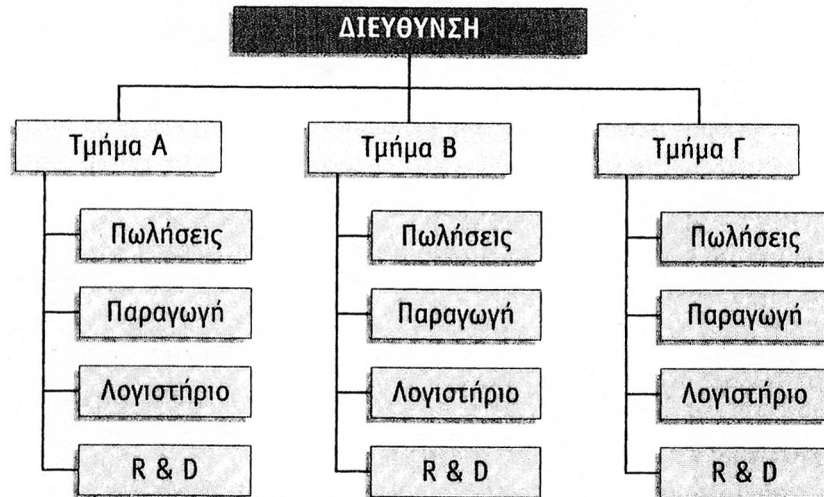 ΔΙΕΥΘΥΝΣΗ
Τμήμα Α
Τμήμα Β
Τμήμα Γ
Πωλήσεις
Πωλήσεις
Πωλήσεις
Παραγωγή
Παραγωγή
Παραγωγή
Λογιστήριο
Λογιστήριο
Λογιστήριο
R & D
R & D
R & D